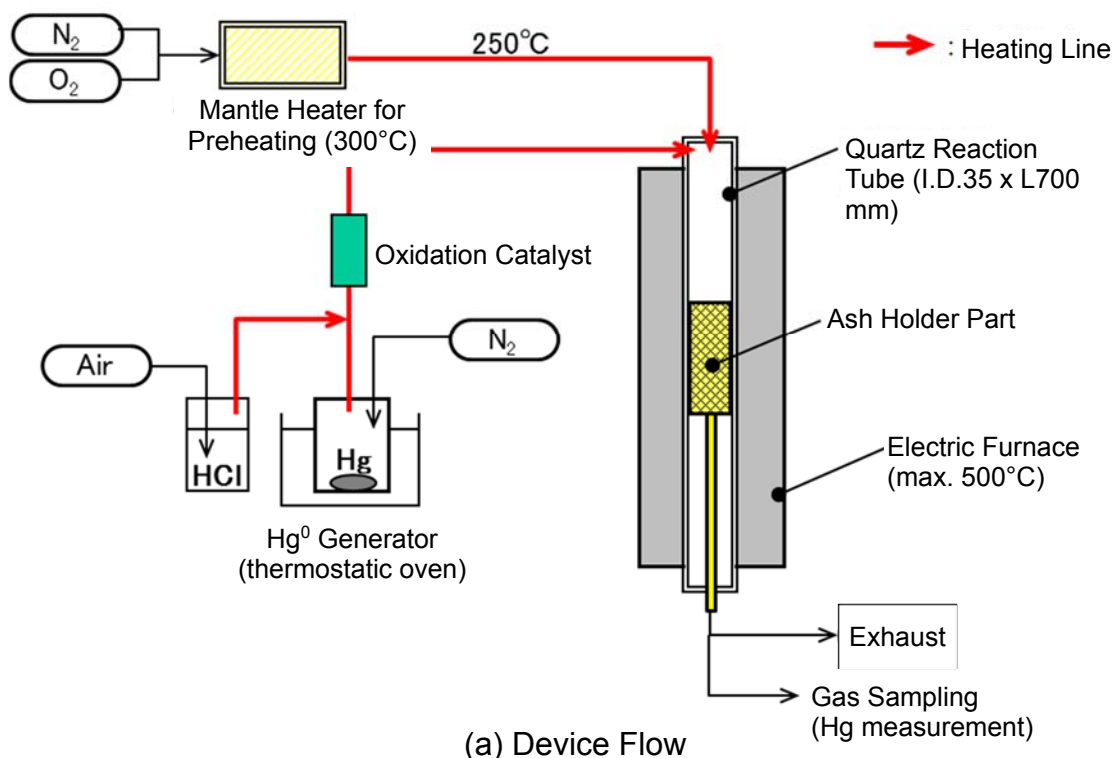 N₂
O₂
250℃
: Heating Line
Mantle Heater for
Preheating (300°C)
Quartz Reaction
Tube (I.D.35 x L700
mm)
Oxidation Catalyst
Ash Holder Part
N₂
Air
HCl
Hg
Electric Furnace
(max. 500°C)
Hg⁰ Generator
(thermostatic oven)
Exhaust
Gas Sampling
(Hg measurement)
(a) Device Flow